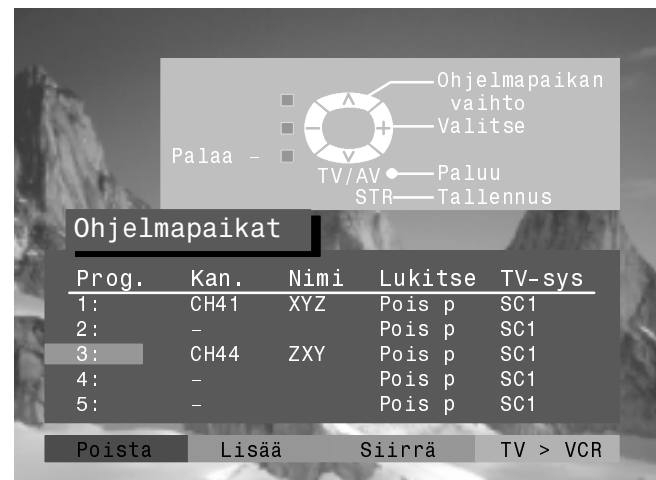 Ohjelmapaikan
vaihto
Valitse
Palaa –
TV/AV Paluu
STR Tallennus
Ohjelmapaikat
Prog. Kan. Nimi Lukitse TV-sys
1: CH41 XYZ Pois p SC1
2: – Pois p SC1
3: CH44 ZXY Pois p SC1
4: – Pois p SC1
5: – Pois p SC1
Poista Lisää Siirrä TV > VCR